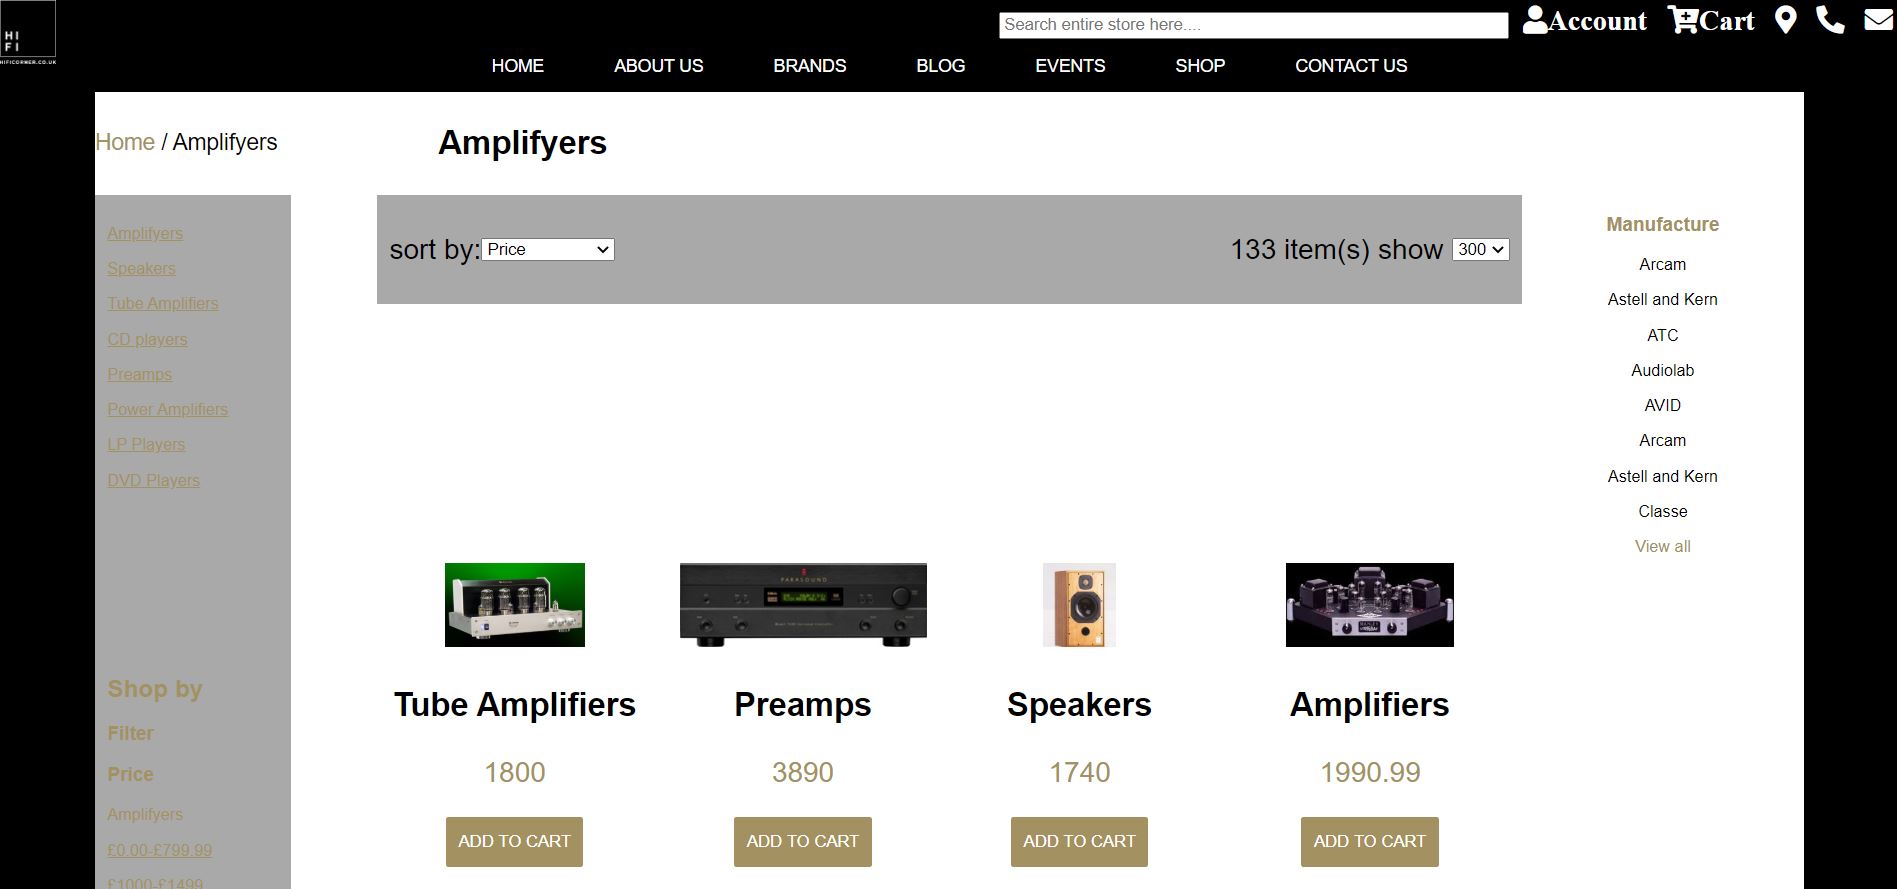 HI
FI
HIFICORNER.CO.UK
Search entire store here....
Account
Cart
HOME ABOUT US BRANDS BLOG EVENTS SHOP CONTACT US
Home / Amplifyers
Amplifyers
Amplifyers
Speakers
Tube Amplifiers
CD players
Preamps
Power Amplifiers
LP Players
DVD Players
Shop by
Filter
Price
Amplifyers
£0.00-£799.99
£1000-£1499
sort by: Price
133 item(s) show 300
PARASOUND
Tube Amplifiers
1800
ADD TO CART
Preamps
3890
ADD TO CART
Speakers
1740
ADD TO CART
Amplifiers
1990.99
ADD TO CART
Manufacture
Arcam
Astell and Kern
ATC
Audiolab
AVID
Arcam
Astell and Kern
Classe
View all